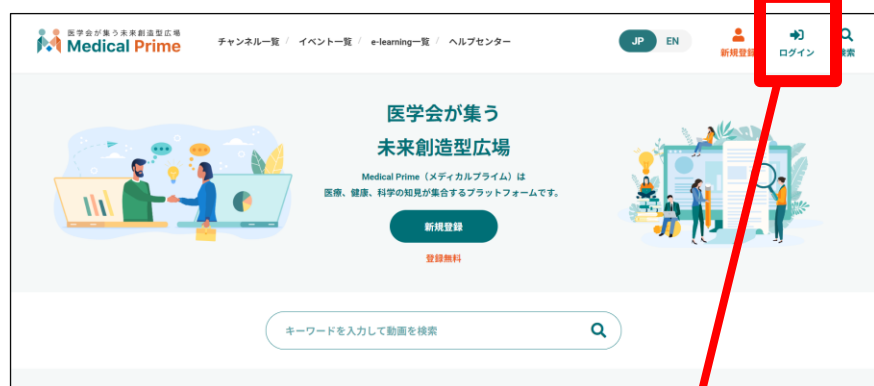 医学会が集う未来創造型広場
Medical Prime
チャンネル一覧 / イベント一覧 / e-learning一覧 / ヘルプセンター
JP EN
新規登録
ログイン
検索
医学会が集う
未来創造型広場
Medical Prime（メディカルプライム）は
医療、健康、科学の知見が集合するプラットフォームです。
新規登録
登録無料
キーワードを入力して動画を検索